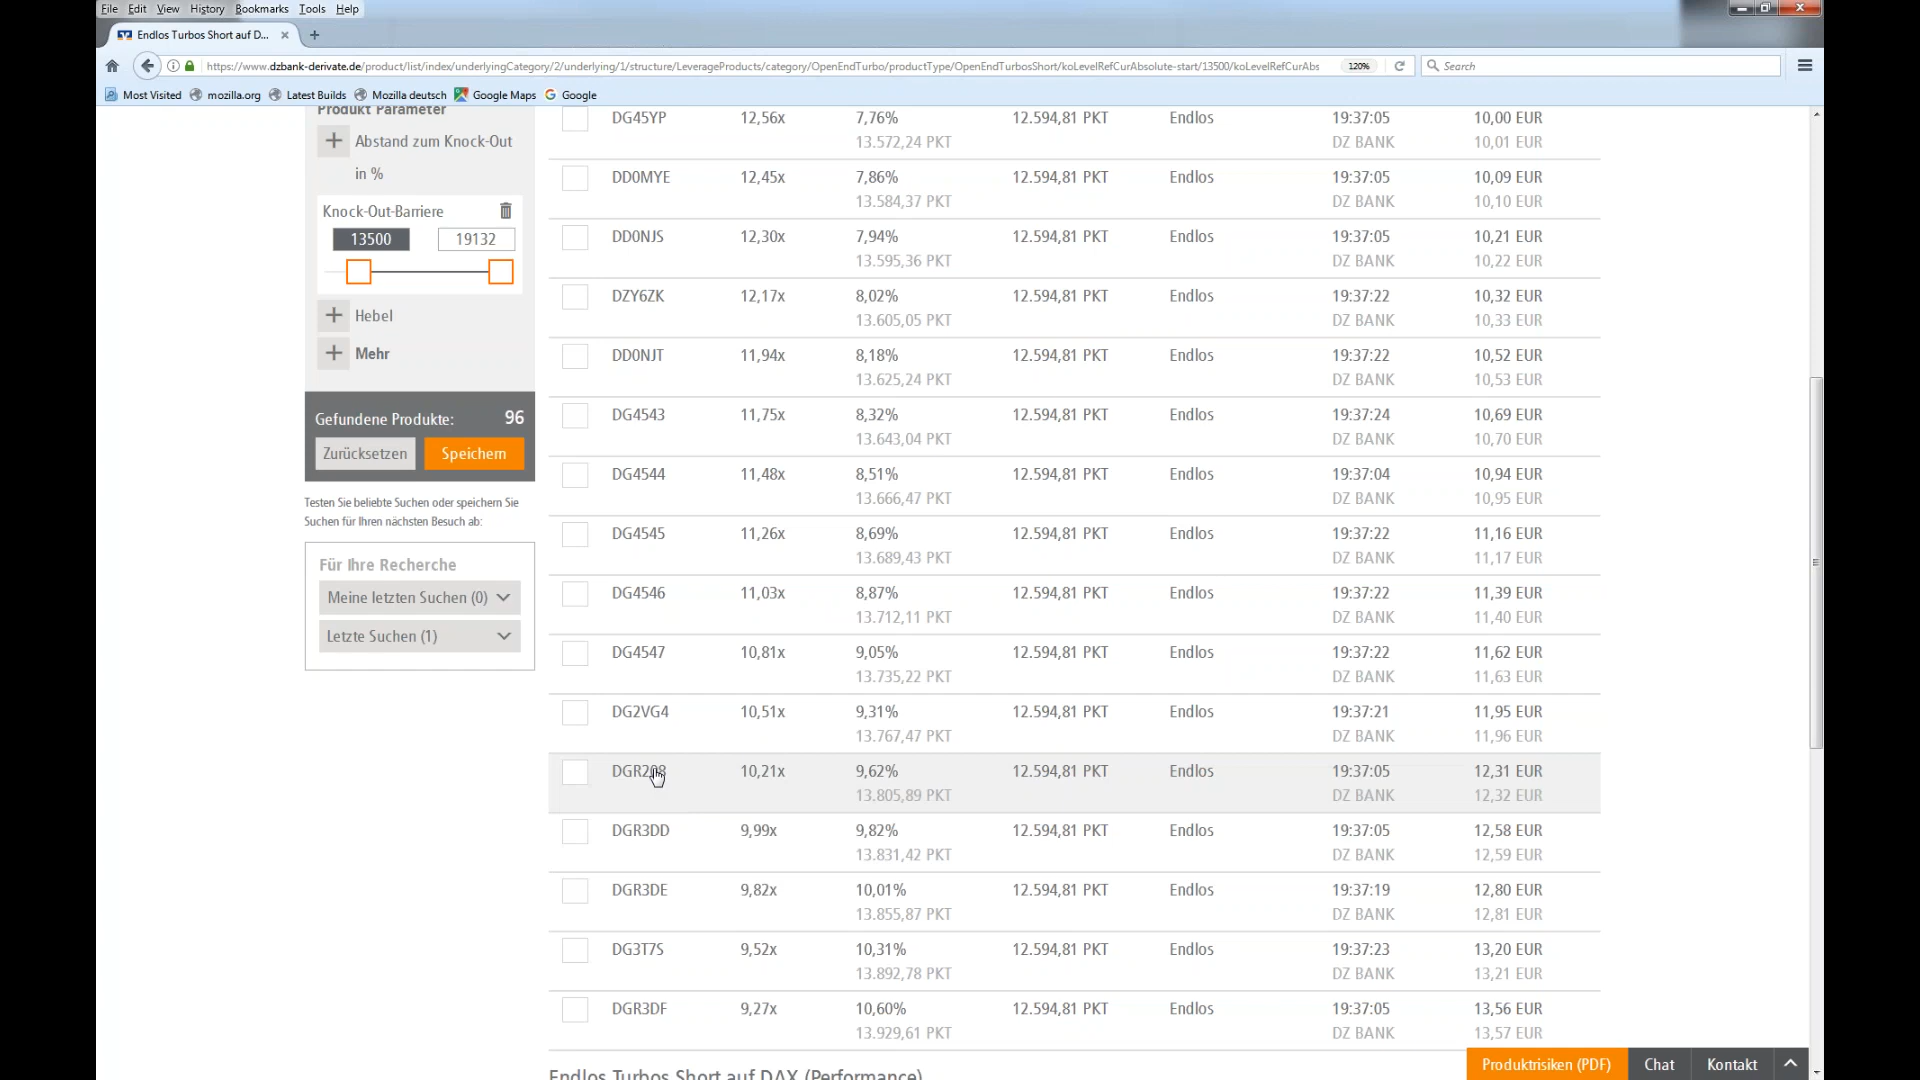 File Edit View History Bookmarks Tools Help
Endlos Turbos Short auf D...
https://www.dzbank-derivate.de/product/list/index/underlyingCategory/2/underlying/1/structure/LeverageProducts/category/OpenEndTurbo/productType/OpenEndTurbosShort/koLevelRefCurAbsolute-start/13500/koLevelRefCurAbs 120% Search
Most Visited mozilla.org Latest Builds Mozilla deutsch Google Maps Google
Produkt Parameter
Abstand zum Knock-Out
in %
Knock-Out-Barriere
13500 19132
Hebel
Mehr
Gefundene Produkte: 96
Zurücksetzen Speichern
Testen Sie beliebte Suchen oder speichern Sie
Suchen für Ihren nächsten Besuch ab:
Für Ihre Recherche
Meine letzten Suchen (0)
Letzte Suchen (1)
DG45YP 12,56x 7,76% 12.594,81 PKT Endlos 19:37:05 10,00 EUR
13.572,24 PKT DZ BANK 10,01 EUR
DD0MYE 12,45x 7,86% 12.594,81 PKT Endlos 19:37:05 10,09 EUR
13.584,37 PKT DZ BANK 10,10 EUR
DD0NJS 12,30x 7,94% 12.594,81 PKT Endlos 19:37:05 10,21 EUR
13.595,36 PKT DZ BANK 10,22 EUR
DZY6ZK 12,17x 8,02% 12.594,81 PKT Endlos 19:37:22 10,32 EUR
13.605,05 PKT DZ BANK 10,33 EUR
DD0NJT 11,94x 8,18% 12.594,81 PKT Endlos 19:37:22 10,52 EUR
13.625,24 PKT DZ BANK 10,53 EUR
DG4543 11,75x 8,32% 12.594,81 PKT Endlos 19:37:24 10,69 EUR
13.643,04 PKT DZ BANK 10,70 EUR
DG4544 11,48x 8,51% 12.594,81 PKT Endlos 19:37:04 10,94 EUR
13.666,47 PKT DZ BANK 10,95 EUR
DG4545 11,26x 8,69% 12.594,81 PKT Endlos 19:37:22 11,16 EUR
13.689,43 PKT DZ BANK 11,17 EUR
DG4546 11,03x 8,87% 12.594,81 PKT Endlos 19:37:22 11,39 EUR
13.712,11 PKT DZ BANK 11,40 EUR
DG4547 10,81x 9,05% 12.594,81 PKT Endlos 19:37:22 11,62 EUR
13.735,22 PKT DZ BANK 11,63 EUR
DG2VG4 10,51x 9,31% 12.594,81 PKT Endlos 19:37:21 11,95 EUR
13.767,47 PKT DZ BANK 11,96 EUR
10,21x 9,62% 12.594,81 PKT Endlos 19:37:05 12,31 EUR
13.805,89 PKT DZ BANK 12,32 EUR
DGR3DD 9,99x 9,82% 12.594,81 PKT Endlos 19:37:05 12,58 EUR
13.831,42 PKT DZ BANK 12,59 EUR
DGR3DE 9,82x 10,01% 12.594,81 PKT Endlos 19:37:19 12,80 EUR
13.855,87 PKT DZ BANK 12,81 EUR
DG3T7S 9,52x 10,31% 12.594,81 PKT Endlos 19:37:23 13,20 EUR
13.892,78 PKT DZ BANK 13,21 EUR
DGR3DF 9,27x 10,60% 12.594,81 PKT Endlos 19:37:05 13,56 EUR
13.929,61 PKT DZ BANK 13,57 EUR
Endlos Turbos Short auf DAX (Performance)
Produktrisiken (PDF) Chat Kontakt